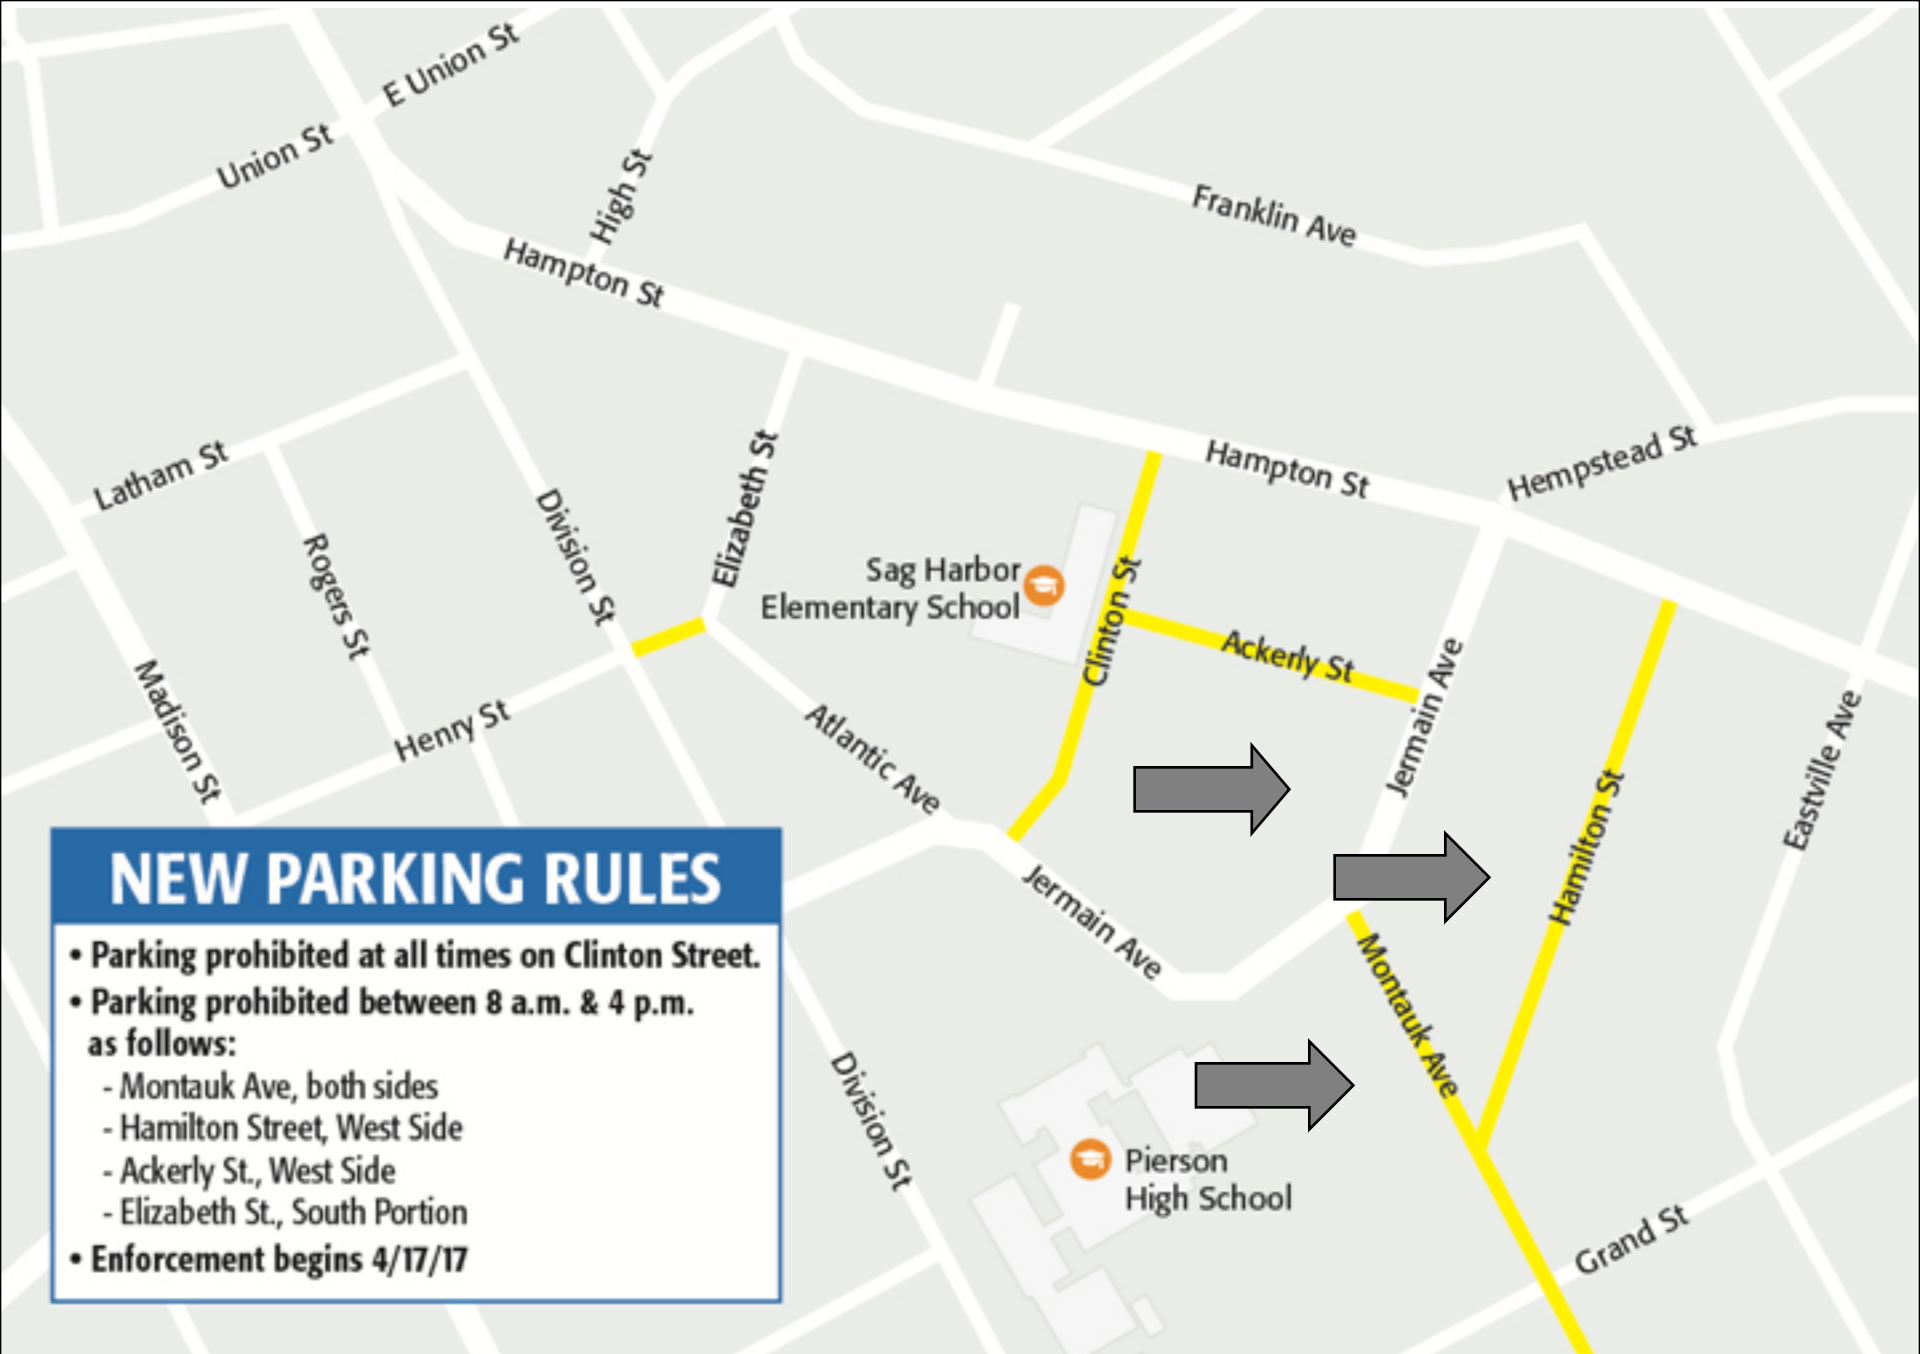 E Union St
Union St
High St
Franklin Ave
Hampton St
Hampton St
Hempstead St
Latham St
Rogers St
Division St
Elizabeth St
Sag Harbor
Elementary School
Clinton St
Ackerly St
Jermain Ave
Madison St
Henry St
Atlantic Ave
Hamilton St
Eastville Ave
Jermain Ave
Montauk Ave
Division St
Pierson
High School
Grand St
NEW PARKING RULES
• Parking prohibited at all times on Clinton Street.
• Parking prohibited between 8 a.m. & 4 p.m.
as follows:
- Montauk Ave, both sides
- Hamilton Street, West Side
- Ackerly St., West Side
- Elizabeth St., South Portion
• Enforcement begins 4/17/17